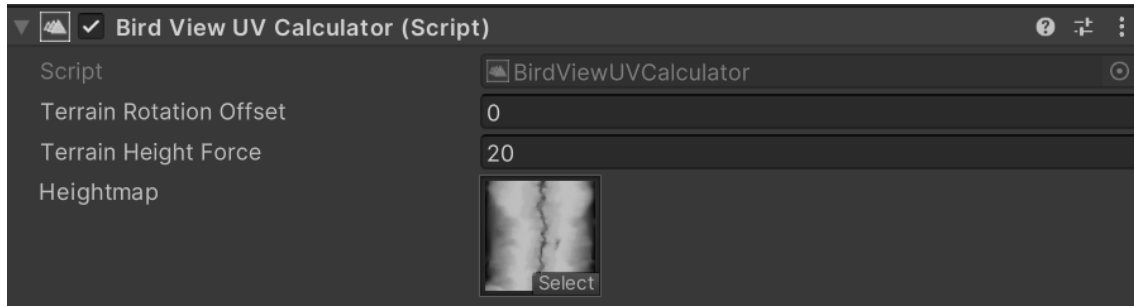 Bird View UV Calculator (Script)
Script BirdViewUVCalculator
Terrain Rotation Offset 0
Terrain Height Force 20
Heightmap
Select